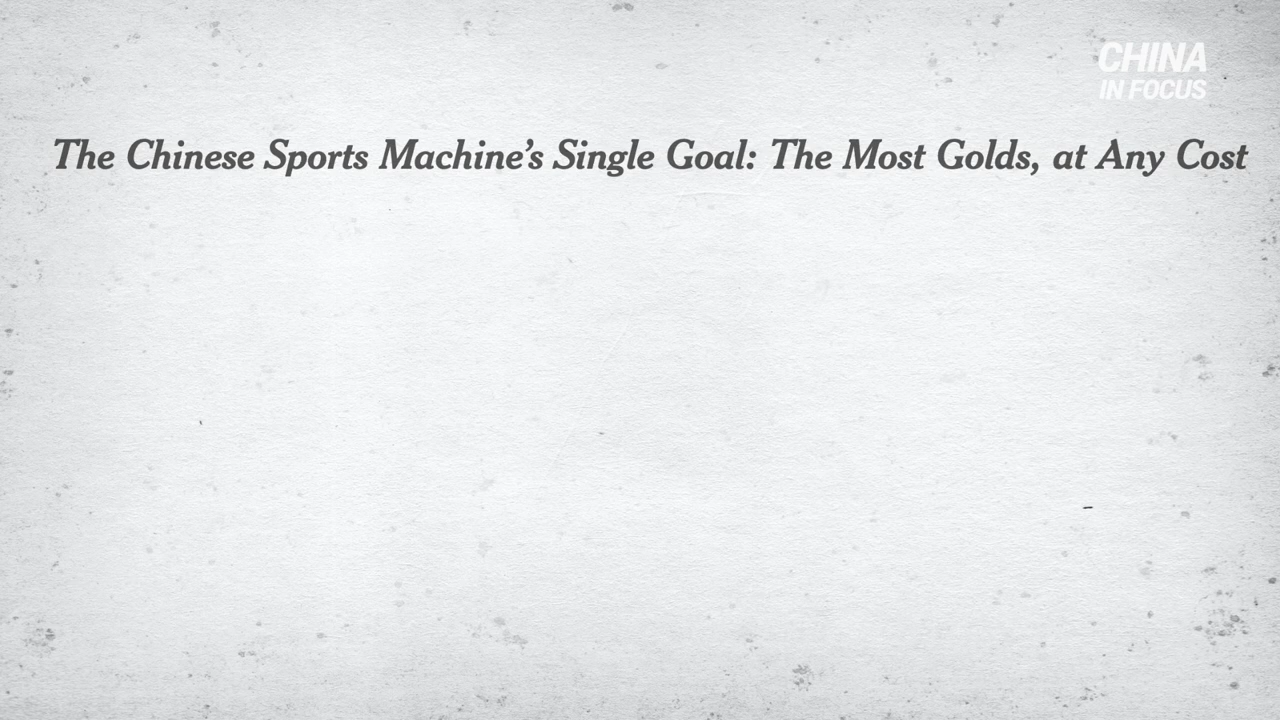 CHINA
IN FOCUS
The Chinese Sports Machine’s Single Goal: The Most Golds, at Any Cost